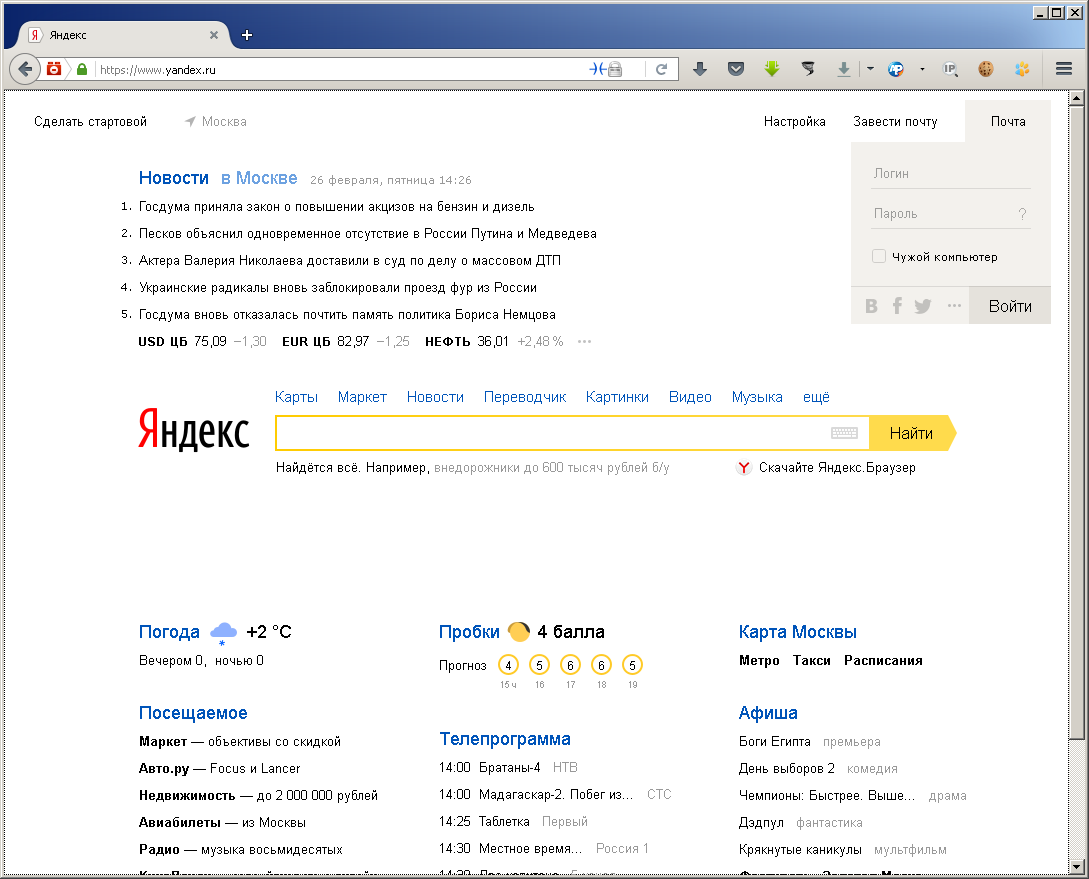 Яндекс
https://www.yandex.ru
Сделать стартовой Москва Настройка Завести почту Почта
Новости в Москве 26 февраля, пятница 14:26
1. Госдума приняла закон о повышении акцизов на бензин и дизель
2. Песков объяснил одновременное отсутствие в России Путина и Медведева
3. Актера Валерия Николаева доставили в суд по делу о массовом ДТП
4. Украинские радикалы вновь заблокировали проезд фур из России
5. Госдума вновь отказалась почтить память политика Бориса Немцова
USD ЦБ 75,09 −1,30 EUR ЦБ 82,97 −1,25 НЕФТЬ 36,01 +2,48 % ···
Логин
Пароль ?
Чужой компьютер
В f ··· Войти
Карты Маркет Новости Переводчик Картинки Видео Музыка ещё
Яндекс Найти
Найдётся всё. Например, внедорожники до 600 тысяч рублей б/у
Скачайте Яндекс.Браузер
Погода +2 °C
Вечером 0, ночью 0
Пробки 4 балла
Прогноз 4 5 6 6 5
15 ч 16 17 18 19
Карта Москвы
Метро Такси Расписания
Посещаемое
Маркет — объективы со скидкой
Авто.ру — Focus и Lancer
Недвижимость — до 2 000 000 рублей
Авиабилеты — из Москвы
Радио — музыка восьмидесятых
Телепрограмма
14:00 Братаны-4 НТВ
14:00 Мадагаскар-2. Побег из... СТС
14:25 Таблетка Первый
14:30 Местное время... Россия 1
Афиша
Боги Египта премьера
День выборов 2 комедия
Чемпионы: Быстрее. Выше... драма
Дэдпул фантастика
Крякнутые каникулы мультфильм